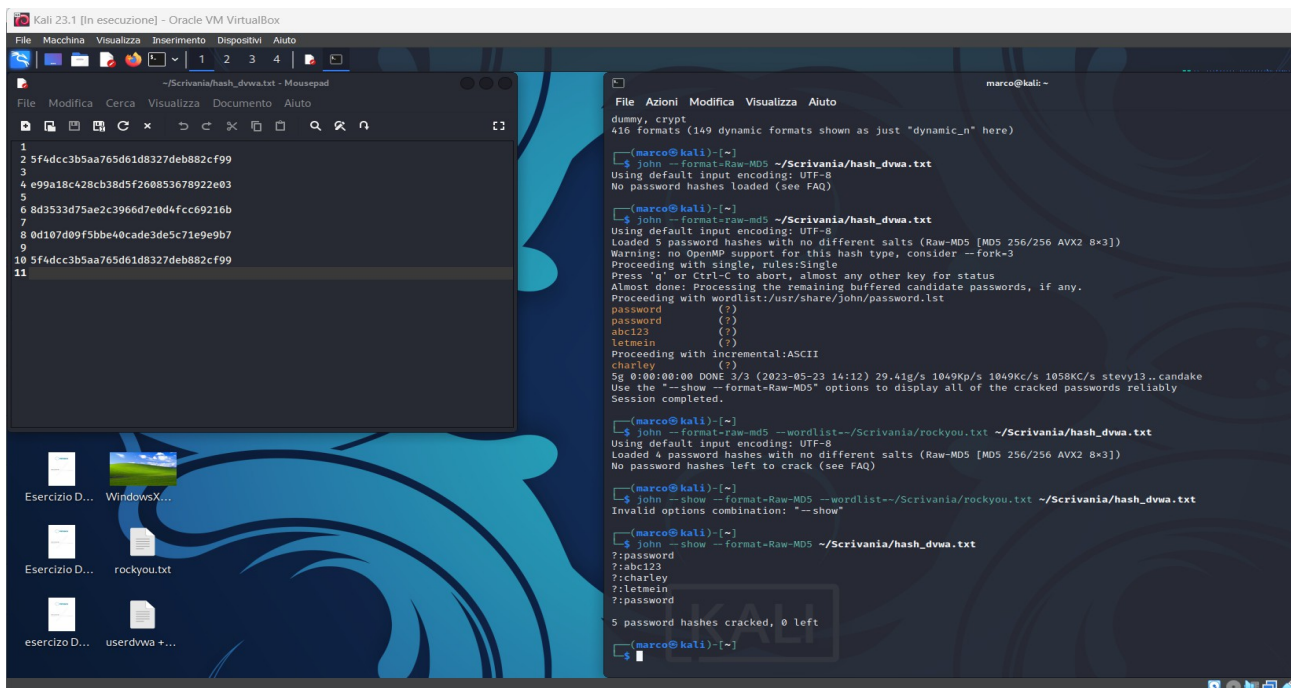 Kali 23.1 [In esecuzione] - Oracle VM VirtualBox
File Macchina Visualizza Inserimento Dispositivi Aiuto
1 2 3 4
~/Scrivania/hash_dvwa.txt - Mousepad
File Modifica Cerca Visualizza Documento Aiuto
1
2 5f4dcc3b5aa765d61d8327deb882cf99
3
4 e99a18c428cb38d5f260853678922e03
5
6 8d3533d75ae2c3966d7e0d4fcc69216b
7
8 0d107d09f5bbe40cade3de5c71e9e9b7
9
10 5f4dcc3b5aa765d61d8327deb882cf99
11
Esercizio D...
WindowsX...
Esercizio D...
rockyou.txt
esercizo D...
userdvwa +...
marco@kali: ~
File Azioni Modifica Visualizza Aiuto
dummy, crypt
416 formats (149 dynamic formats shown as just "dynamic_n" here)
(marco㉿kali)-[~]
$ john --format=Raw-MD5 ~/Scrivania/hash_dvwa.txt
Using default input encoding: UTF-8
No password hashes loaded (see FAQ)
(marco㉿kali)-[~]
$ john --format=raw-md5 ~/Scrivania/hash_dvwa.txt
Using default input encoding: UTF-8
Loaded 5 password hashes with no different salts (Raw-MD5 [MD5 256/256 AVX2 8×3])
Warning: no OpenMP support for this hash type, consider --fork=3
Proceeding with single, rules:Single
Press 'q' or Ctrl-C to abort, almost any other key for status
Almost done: Processing the remaining buffered candidate passwords, if any.
Proceeding with wordlist:/usr/share/john/password.lst
password (?)
password (?)
abc123 (?)
letmein (?)
Proceeding with incremental:ASCII
charley (?)
5g 0:00:00:00 DONE 3/3 (2023-05-23 14:12) 29.41g/s 1049Kp/s 1049Kc/s 1058KC/s stevy13..candake
Use the "--show --format=Raw-MD5" options to display all of the cracked passwords reliably
Session completed.
(marco㉿kali)-[~]
$ john --format=raw-md5 --wordlist=~/Scrivania/rockyou.txt ~/Scrivania/hash_dvwa.txt
Using default input encoding: UTF-8
Loaded 4 password hashes with no different salts (Raw-MD5 [MD5 256/256 AVX2 8×3])
No password hashes left to crack (see FAQ)
(marco㉿kali)-[~]
$ john --show --format=Raw-MD5 --wordlist=~/Scrivania/rockyou.txt ~/Scrivania/hash_dvwa.txt
Invalid options combination: "--show"
(marco㉿kali)-[~]
$ john --show --format=Raw-MD5 ~/Scrivania/hash_dvwa.txt
?:password
?:abc123
?:charley
?:letmein
?:password
5 password hashes cracked, 0 left
(marco㉿kali)-[~]
$
KALI